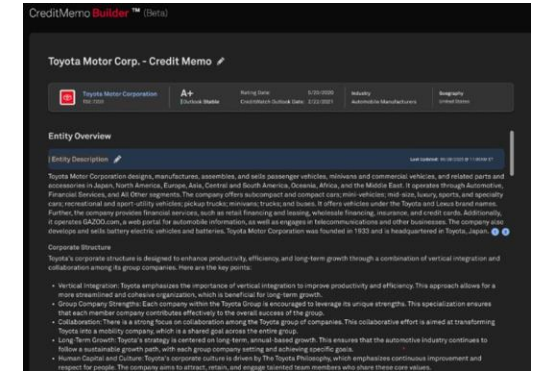 CreditMemo Builder ™ (Beta)
Toyota Motor Corp. - Credit Memo
Toyota Motor Corporation
A+
Outlook Stable
Rating Date: 5/20/2020
CreditWatch Outlook Date: 3/22/2021
Industry
Automobile Manufacturers
Geography
United States
Entity Overview
Entity Description
Toyota Motor Corporation designs, manufactures, assembles, and sells passenger vehicles, minivans and commercial vehicles, and related parts and
accessories in Japan, North America, Europe, Asia, Central and South America, Oceania, Africa, and the Middle East. It operates through Automotive,
Financial Services, and All Other segments. The company offers subcompact and compact cars; mini-vehicles; mid-size, luxury, sports, and specialty
cars; recreational and sport-utility vehicles; pickup trucks; minivans; trucks; and buses. It offers vehicles under the Toyota and Lexus brand names.
Further, the company provides financial services, such as retail financing and leasing, wholesale financing, insurance, and credit cards. Additionally,
it operates GAZOO.com, a web portal for automobile information, as well as engages in telecommunications and other businesses. The company also
develops and sells battery electric vehicles and batteries. Toyota Motor Corporation was founded in 1933 and is headquartered in Toyota, Japan.
Corporate Structure
Toyota's corporate structure is designed to enhance productivity, efficiency, and long-term growth through a combination of vertical integration and
collaboration among its group companies. Here are the key points:
• Vertical Integration: Toyota emphasizes the importance of vertical integration to improve productivity and efficiency. This approach allows for a
more streamlined and cohesive organization, which is beneficial for long-term growth.
• Group Company Strengths: Each company within the Toyota Group is encouraged to leverage its unique strengths. This specialization ensures
that each member company contributes effectively to the overall success of the group.
• Collaboration: There is a strong focus on collaboration among the Toyota group of companies. This collaborative effort is aimed at transforming
Toyota into a mobility company, which is a shared goal across the entire group.
• Long-Term Growth: Toyota's strategy is centered on long-term, annual-based growth. This ensures that the automotive industry continues to
follow a sustainable growth path, with each group company setting and achieving specific goals.
• Human Capital and Culture: Toyota's corporate culture is driven by The Toyota Philosophy, which emphasizes continuous improvement and
respect for people. The company aims to attract, retain, and engage talented team members who share these core values.